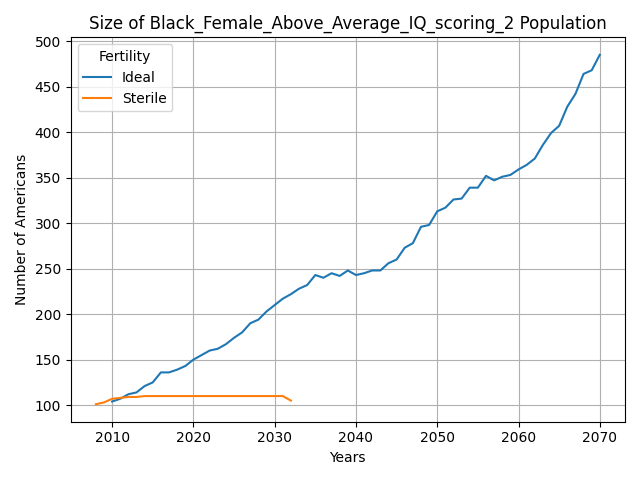 Size of Black_Female_Above_Average_IQ_scoring_2 Population
Fertility
Ideal
Sterile
Number of Americans
500
450
400
350
300
250
200
150
100
2010 2020 2030 2040 2050 2060 2070
Years